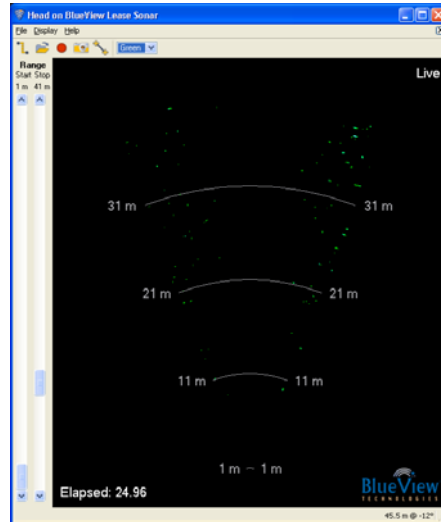 Head on BlueView Lease Sonar
File Display Help
Green
Range
Start Stop
1 m 41 m
Live
31 m 31 m
21 m 21 m
11 m 11 m
1 m – 1 m
Elapsed: 24.96
BlueView
TECHNOLOGIES
45.5 m @ -12°